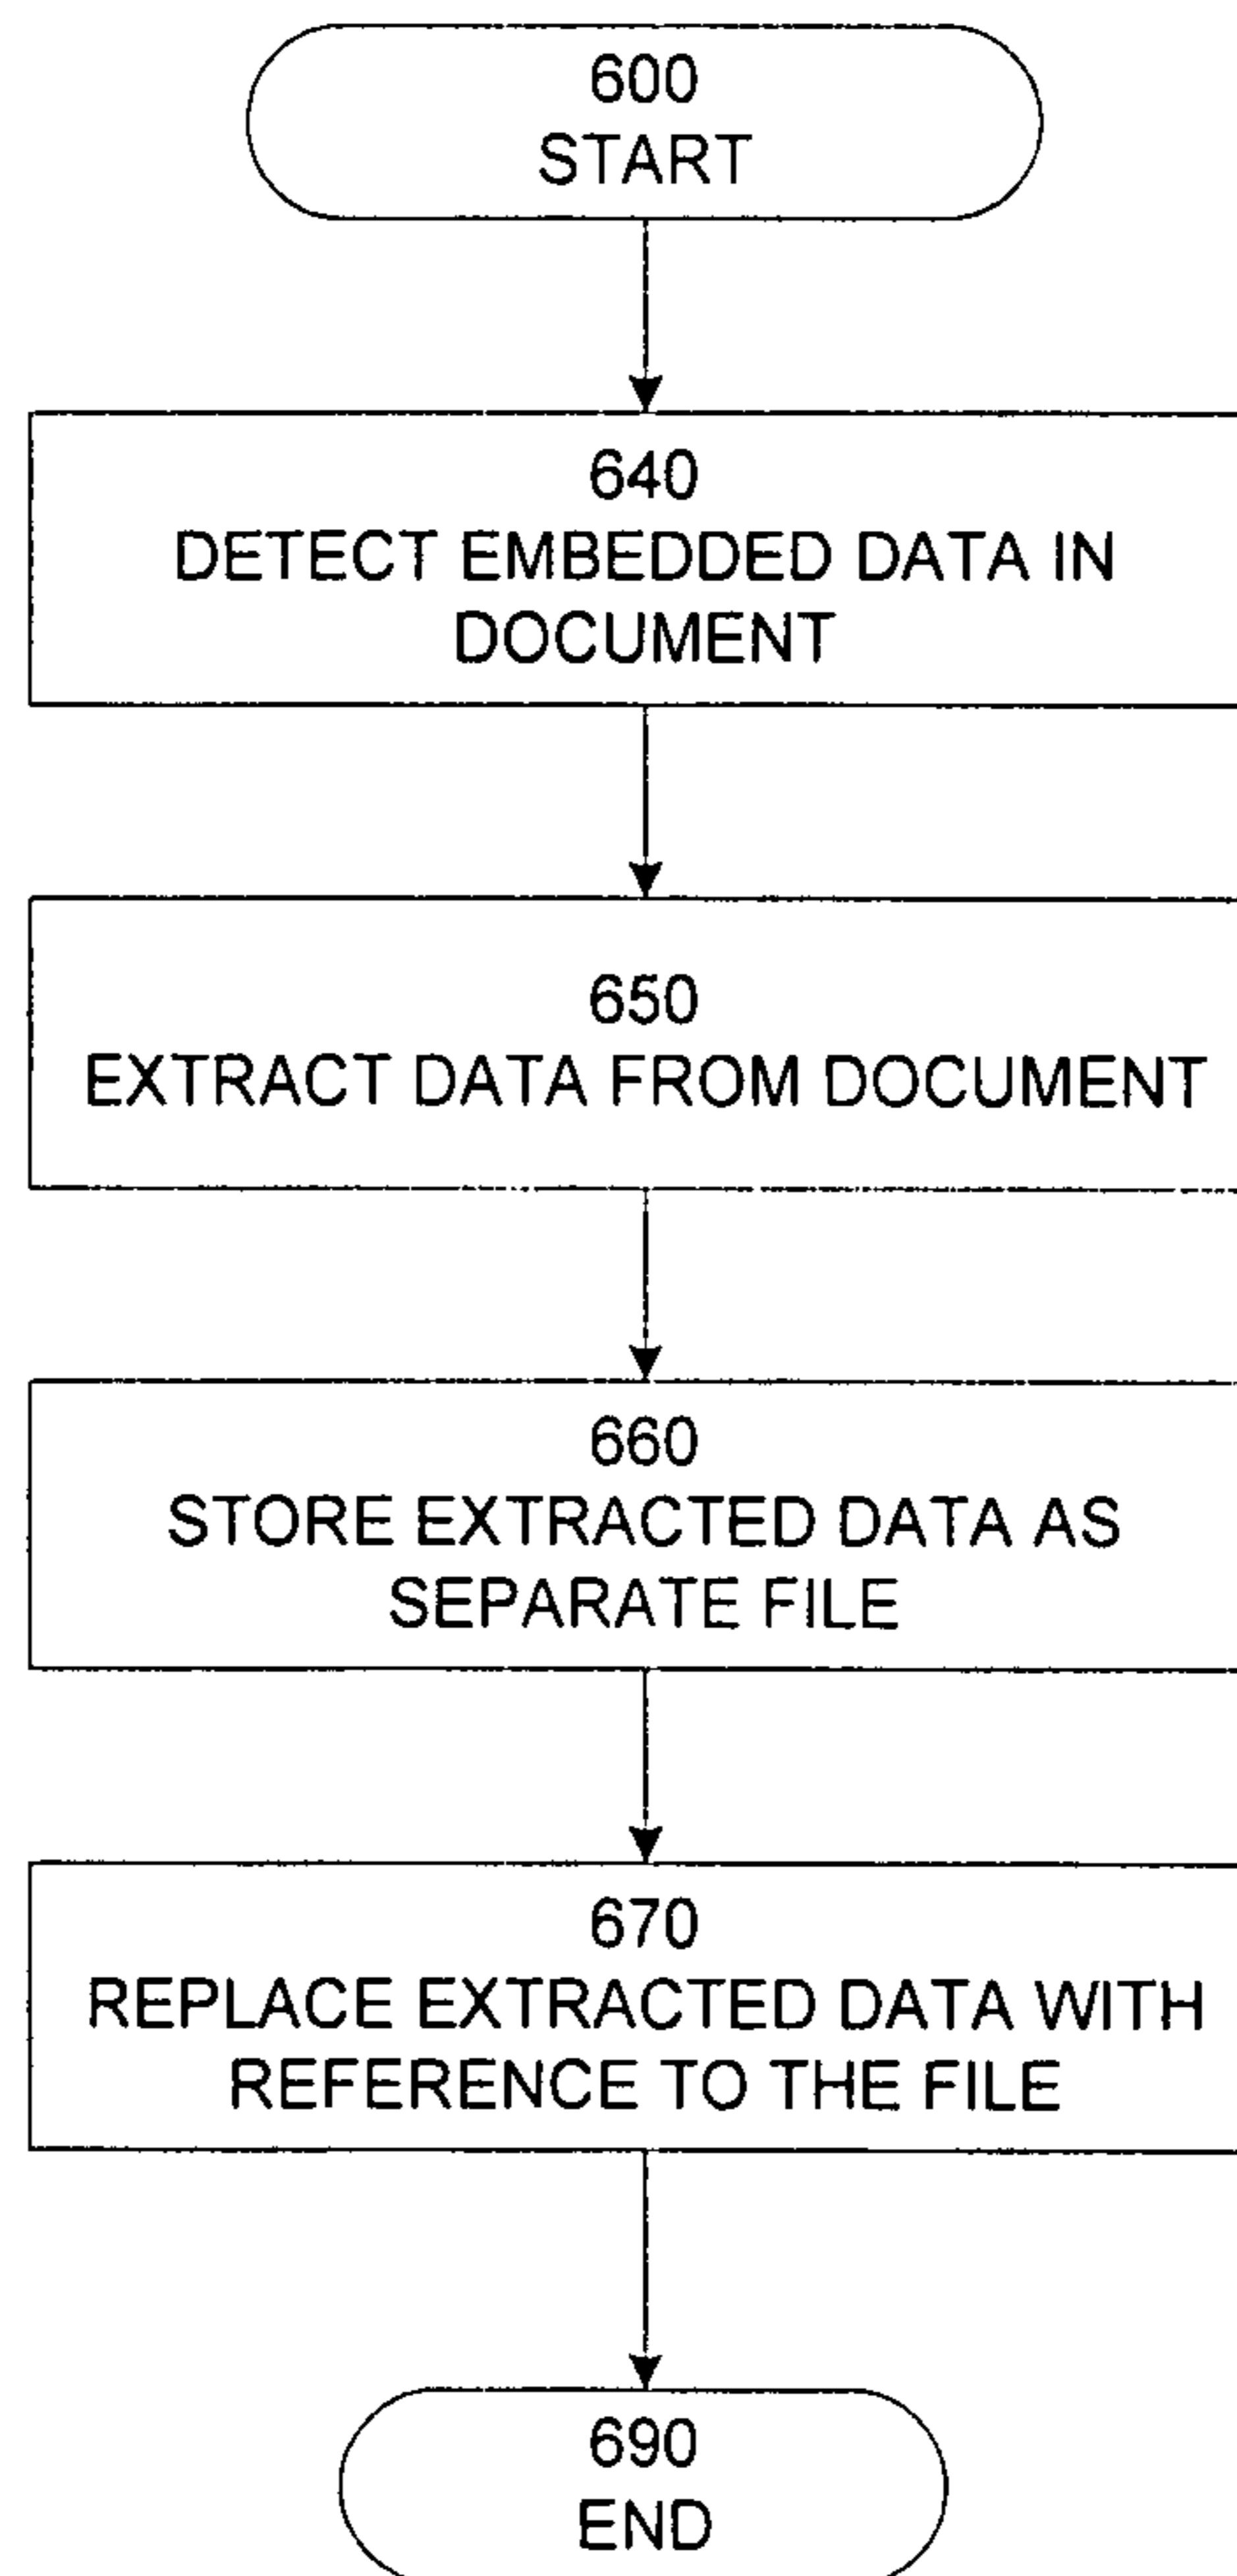 600
START
640
DETECT EMBEDDED DATA IN
DOCUMENT
650
EXTRACT DATA FROM DOCUMENT
660
STORE EXTRACTED DATA AS
SEPARATE FILE
670
REPLACE EXTRACTED DATA WITH
REFERENCE TO THE FILE
690
END